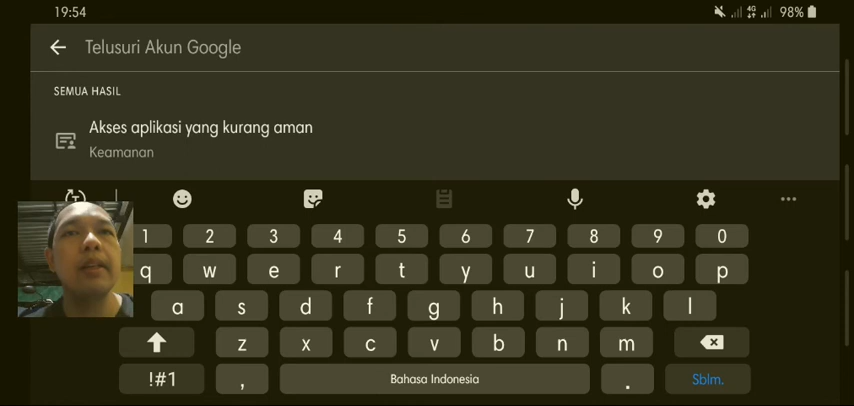 19:54
4G
98%
Telusuri Akun Google
SEMUA HASIL
Akses aplikasi yang kurang aman
Keamanan
T
1 2 3 4 5 6 7 8 9 0
q w e r t y u i o p
a s d f g h j k l
z x c v b n m
!#1 , Bahasa Indonesia . Sblm.